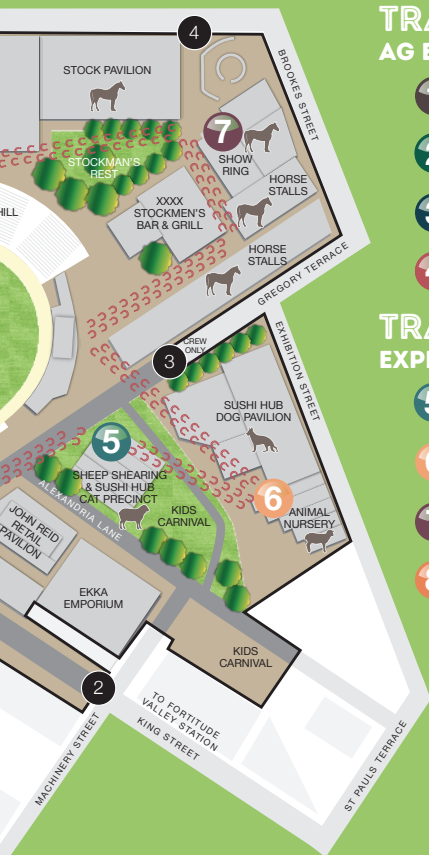 4
STOCK PAVILION
BROOKES STREET
7
SHOW
RING
STOCKMAN'S
REST
HORSE
STALLS
XXXX
STOCKMEN'S
BAR & GRILL
HILL
HORSE
STALLS
GREGORY TERRACE
CREW
ONLY
3
EXHIBITION STREET
SUSHI HUB
DOG PAVILION
5
SHEEP SHEARING
& SUSHI HUB
CAT PRECINCT
KIDS
CARNIVAL
6
ANIMAL
NURSERY
ALEXANDRIA LANE
JOHN REID
RETAIL
PAVILION
EKKA
EMPORIUM
KIDS
CARNIVAL
2
TO FORTITUDE
VALLEY STATION
KING STREET
MACHINERY STREET
ST PAULS TERRACE
TRA
AG E
TRA
EXPE